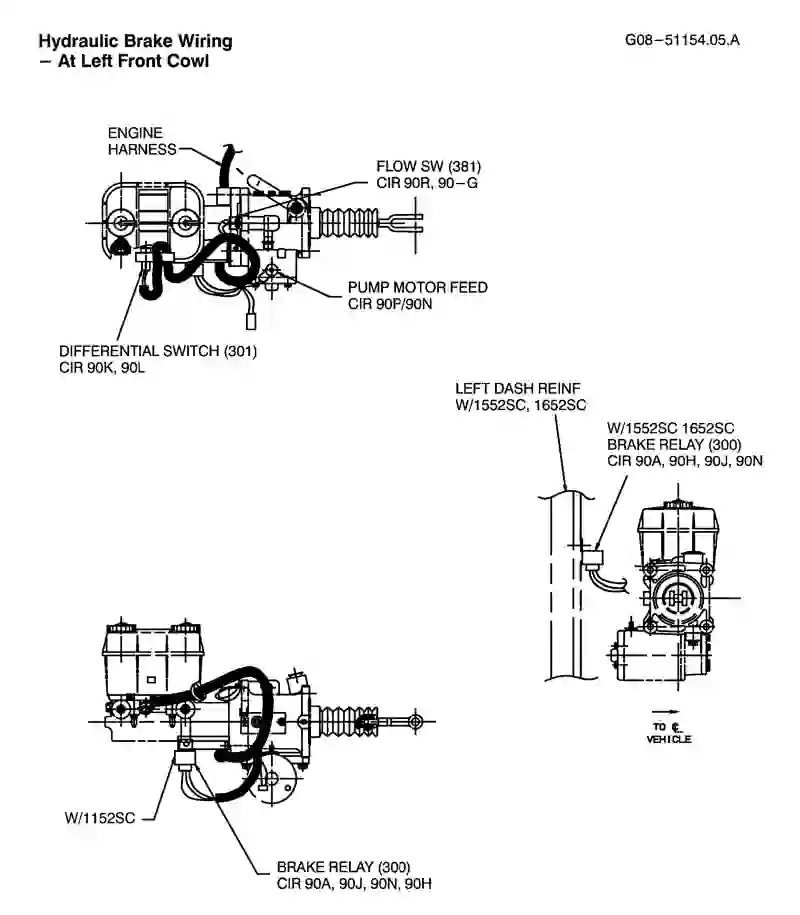 Hydraulic Brake Wiring
– At Left Front Cowl
G08–51154.05.A
ENGINE
HARNESS
FLOW SW (381)
CIR 90R, 90–G
PUMP MOTOR FEED
CIR 90P/90N
DIFFERENTIAL SWITCH (301)
CIR 90K, 90L
LEFT DASH REINF
W/1552SC, 1652SC
W/1552SC 1652SC
BRAKE RELAY (300)
CIR 90A, 90H, 90J, 90N
TO ℄
VEHICLE
W/1152SC
BRAKE RELAY (300)
CIR 90A, 90J, 90N, 90H